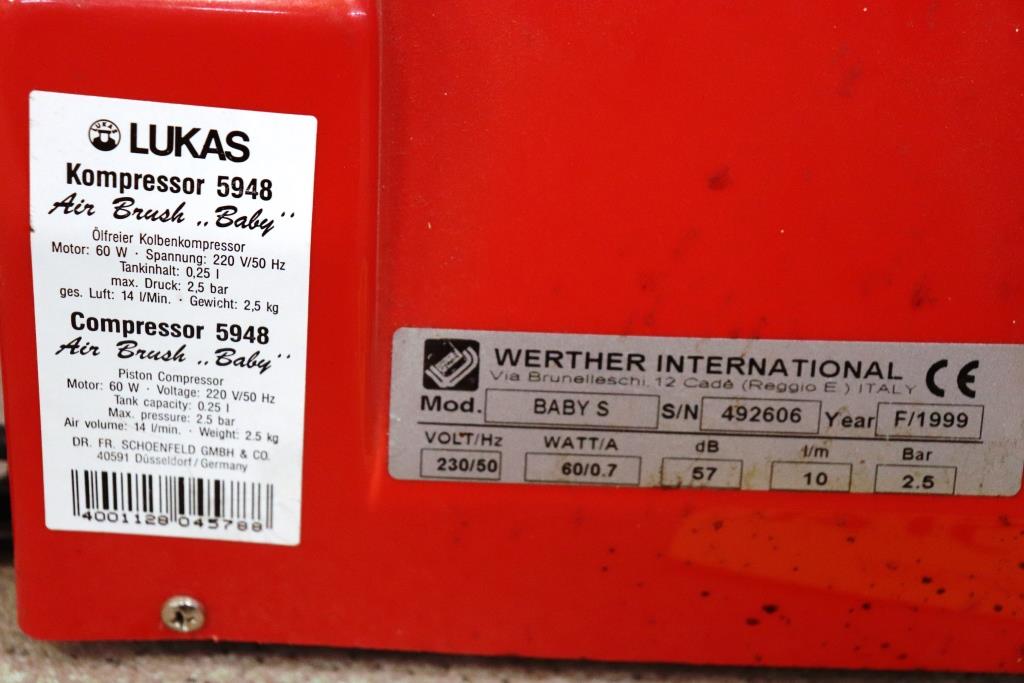 LUKAS
Kompressor 5948
Air Brush „Baby“
Ölfreier Kolbenkompressor
Motor: 60 W · Spannung: 220 V/50 Hz
Tankinhalt: 0,25 l
max. Druck: 2,5 bar
ges. Luft: 14 l/Min. · Gewicht: 2,5 kg
Compressor 5948
Air Brush „Baby“
Piston Compressor
Motor: 60 W · Voltage: 220 V/50 Hz
Tank capacity: 0.25 l
Max. pressure: 2.5 bar
Air volume: 14 l/min. · Weight: 2.5 kg
DR. FR. SCHOENFELD GMBH & CO.
40591 Düsseldorf/Germany
4001128 045788
WERTHER INTERNATIONAL CE
Via Brunelleschi, 12 Cadé (Reggio E.) ITALY
Mod. BABY S S/N 492606 Year F/1999
VOLT/Hz WATT/A dB l/m Bar
230/50 60/0.7 57 10 2.5